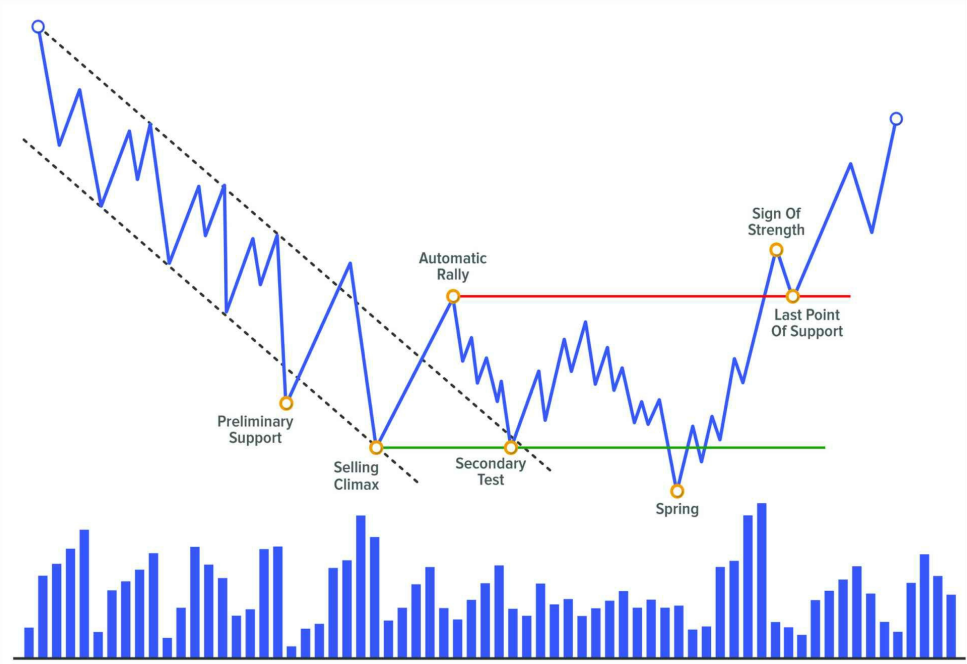 Sign Of
Strength
Automatic
Rally
Last Point
Of Support
Preliminary
Support
Selling
Climax
Secondary
Test
Spring